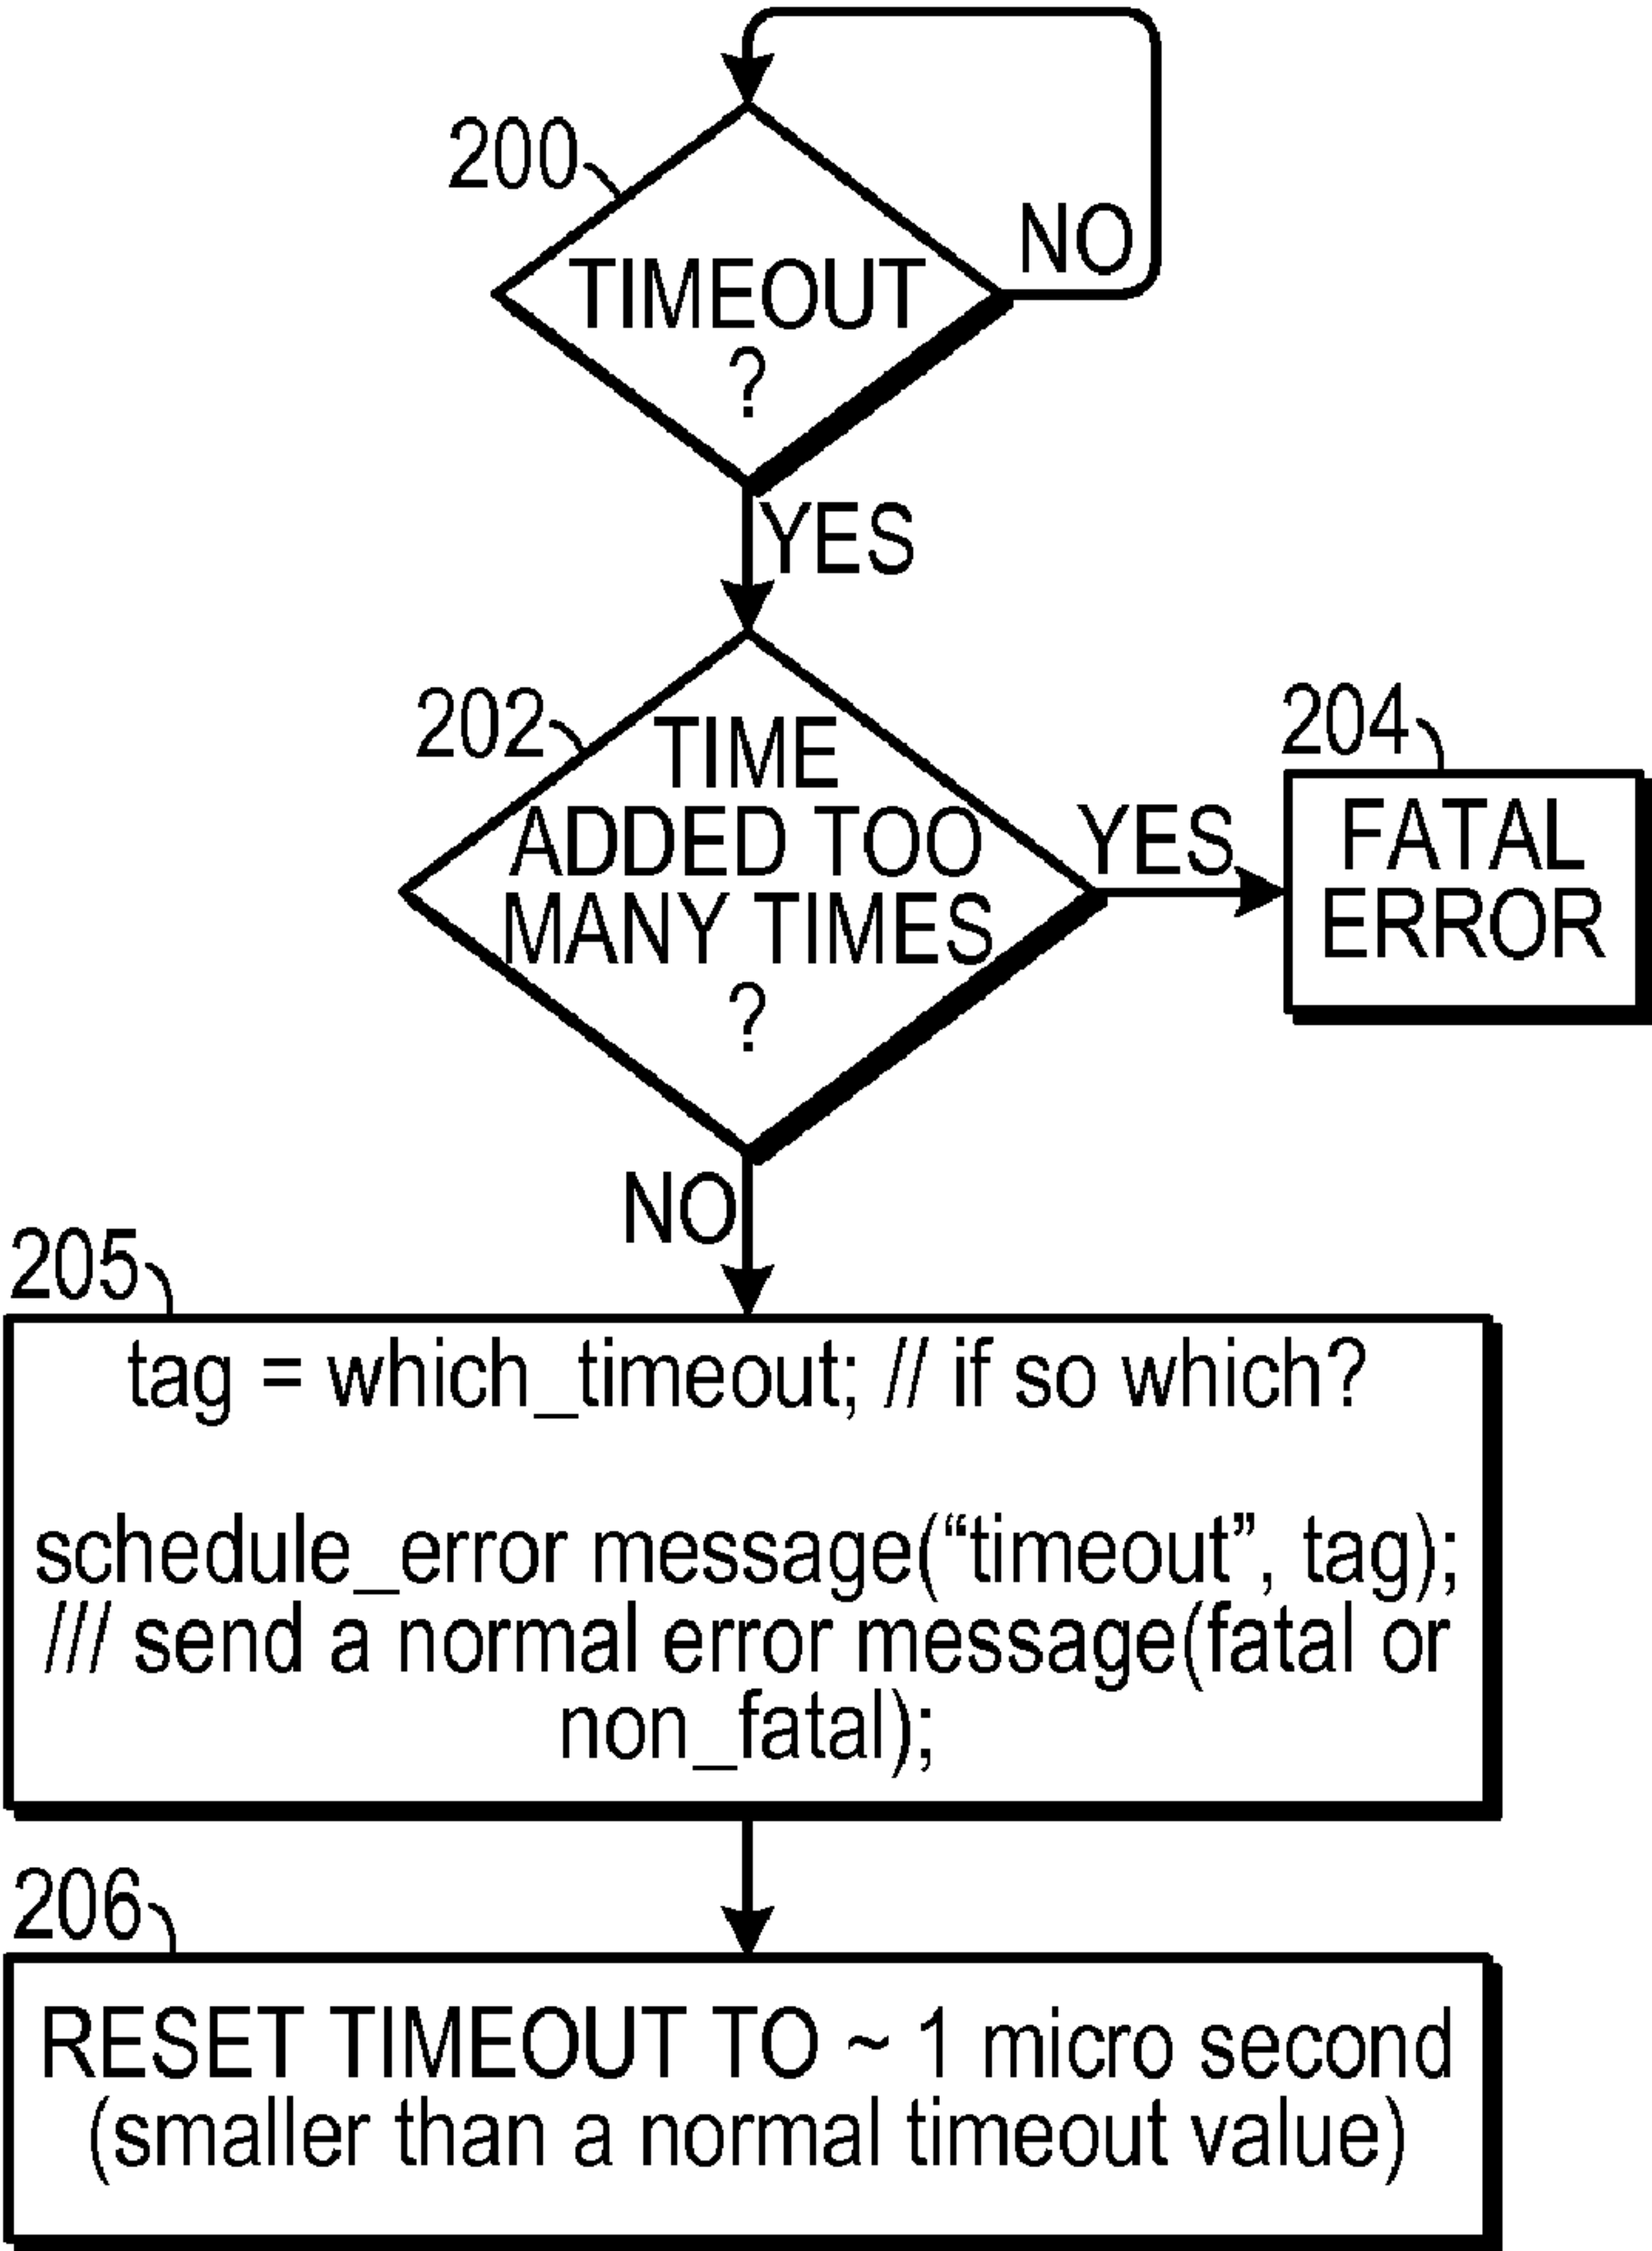 200
TIMEOUT
?
NO
YES
202
TIME
ADDED TOO
MANY TIMES
?
YES
204
FATAL
ERROR
NO
205
tag = which_timeout; // if so which?
schedule_error message(“timeout”, tag);
/// send a normal error message(fatal or
non_fatal);
206
RESET TIMEOUT TO ~ 1 micro second
(smaller than a normal timeout value)